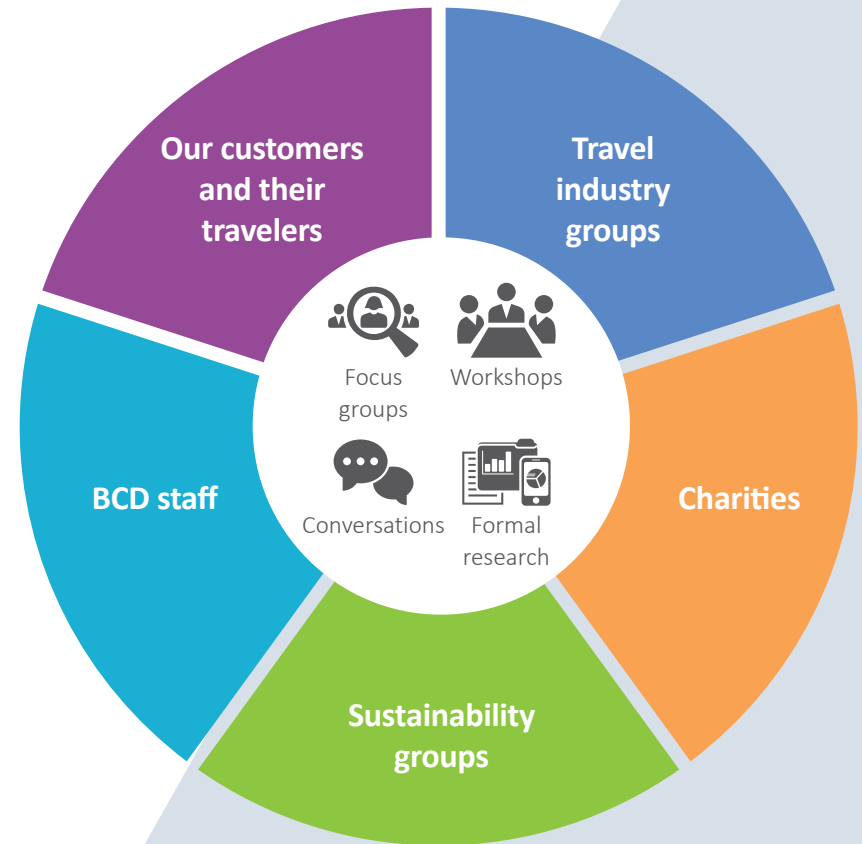 Our customers
and their
travelers
Travel
industry
groups
Focus
groups
Workshops
Conversations
Formal
research
BCD staff
Charities
Sustainability
groups